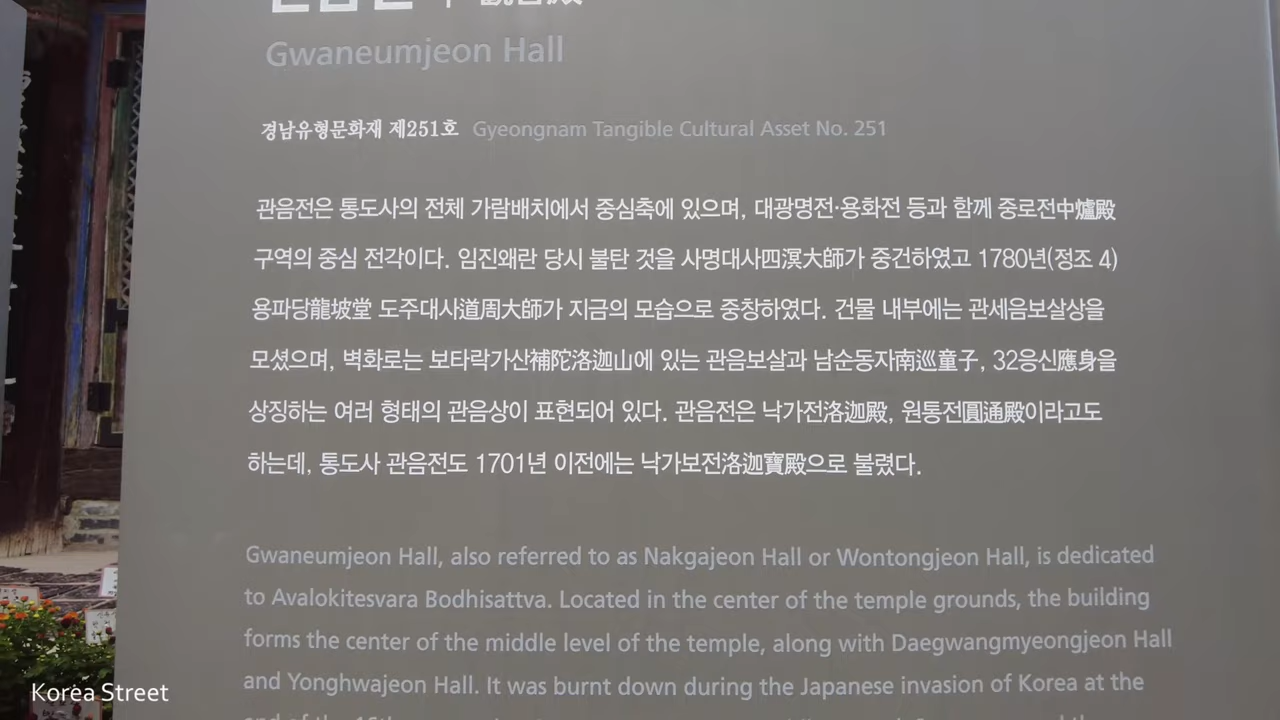 Gwaneumjeon Hall
경남유형문화재 제251호 Gyeongnam Tangible Cultural Asset No. 251
관음전은 통도사의 전체 가람배치에서 중심축에 있으며, 대광명전·용화전 등과 함께 중로전中爐殿
구역의 중심 전각이다. 임진왜란 당시 불탄 것을 사명대사四溟大師가 중건하였고 1780년(정조 4)
용파당龍坡堂 도주대사道周大師가 지금의 모습으로 중창하였다. 건물 내부에는 관세음보살상을
모셨으며, 벽화로는 보타락가산補陀洛迦山에 있는 관음보살과 남순동자南巡童子, 32응신應身을
상징하는 여러 형태의 관음상이 표현되어 있다. 관음전은 낙가전洛迦殿, 원통전圓通殿이라고도
하는데, 통도사 관음전도 1701년 이전에는 낙가보전洛迦寶殿으로 불렸다.
Gwaneumjeon Hall, also referred to as Nakgajeon Hall or Wontongjeon Hall, is dedicated
to Avalokitesvara Bodhisattva. Located in the center of the temple grounds, the building
forms the center of the middle level of the temple, along with Daegwangmyeongjeon Hall
and Yonghwajeon Hall. It was burnt down during the Japanese invasion of Korea at the
Korea Street